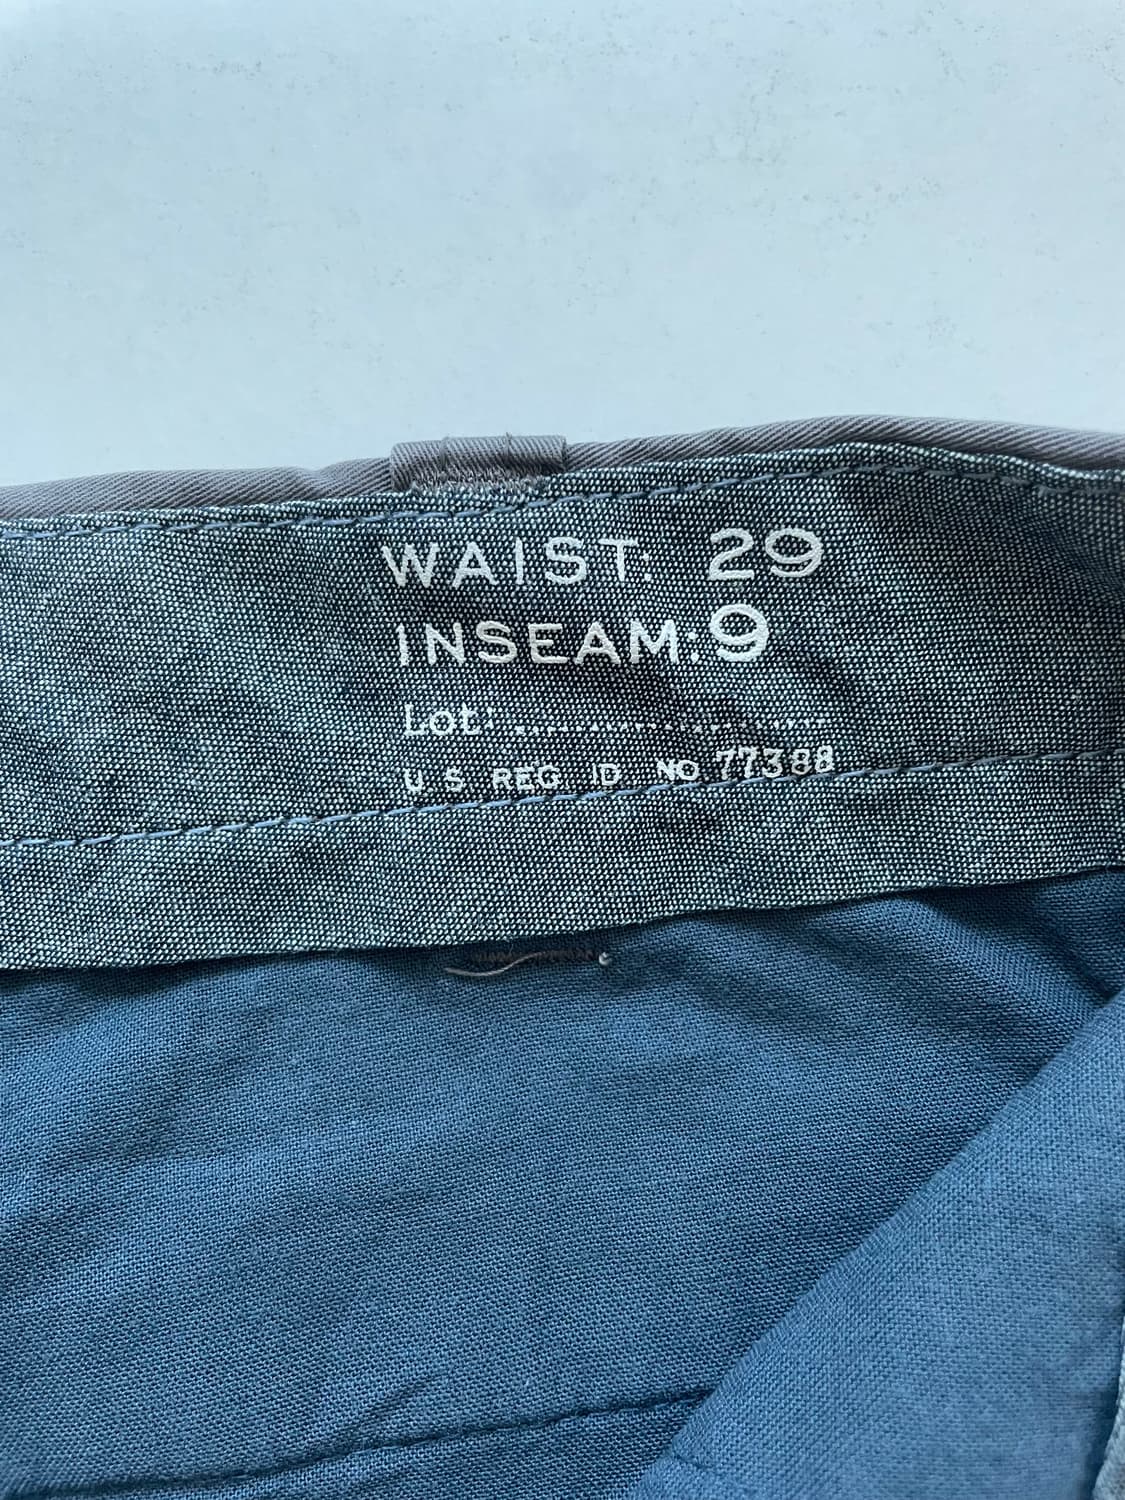 WAIST: 29
INSEAM: 9
Lot: ........................
U S REG ID NO 77388